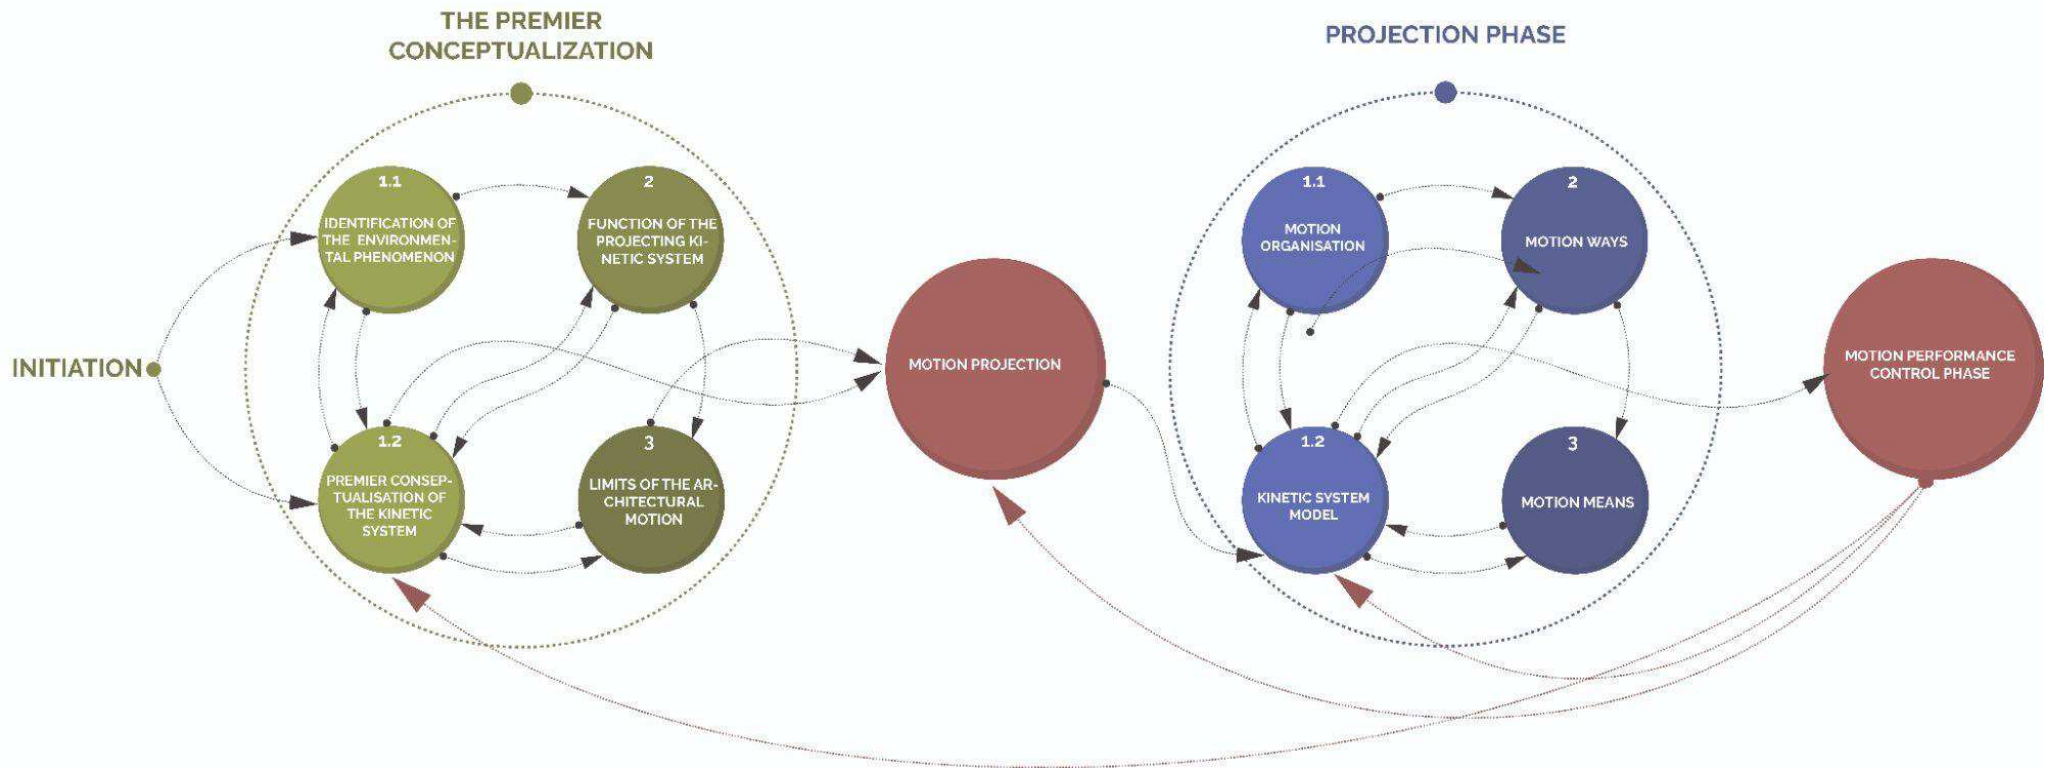 THE PREMIER
CONCEPTUALIZATION
PROJECTION PHASE
1.1
IDENTIFICATION OF
THE ENVIRONMEN-
TAL PHENOMENON
2
FUNCTION OF THE
PROJECTING KI-
NETIC SYSTEM
1.1
MOTION
ORGANISATION
2
MOTION WAYS
INITIATION
MOTION PROJECTION
MOTION PERFORMANCE
CONTROL PHASE
1.2
PREMIER CONSEP-
TUALISATION OF
THE KINETIC
SYSTEM
3
LIMITS OF THE AR-
CHITECTURAL
MOTION
1.2
KINETIC SYSTEM
MODEL
3
MOTION MEANS